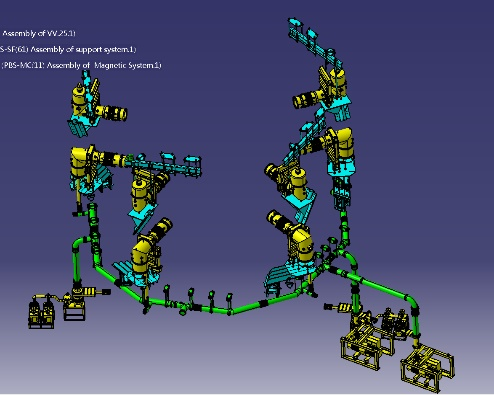 Assembly of VV.25.1)
S-SF(61) Assembly of support system.1)
(PBS-MC(11) Assembly of Magnetic System.1)